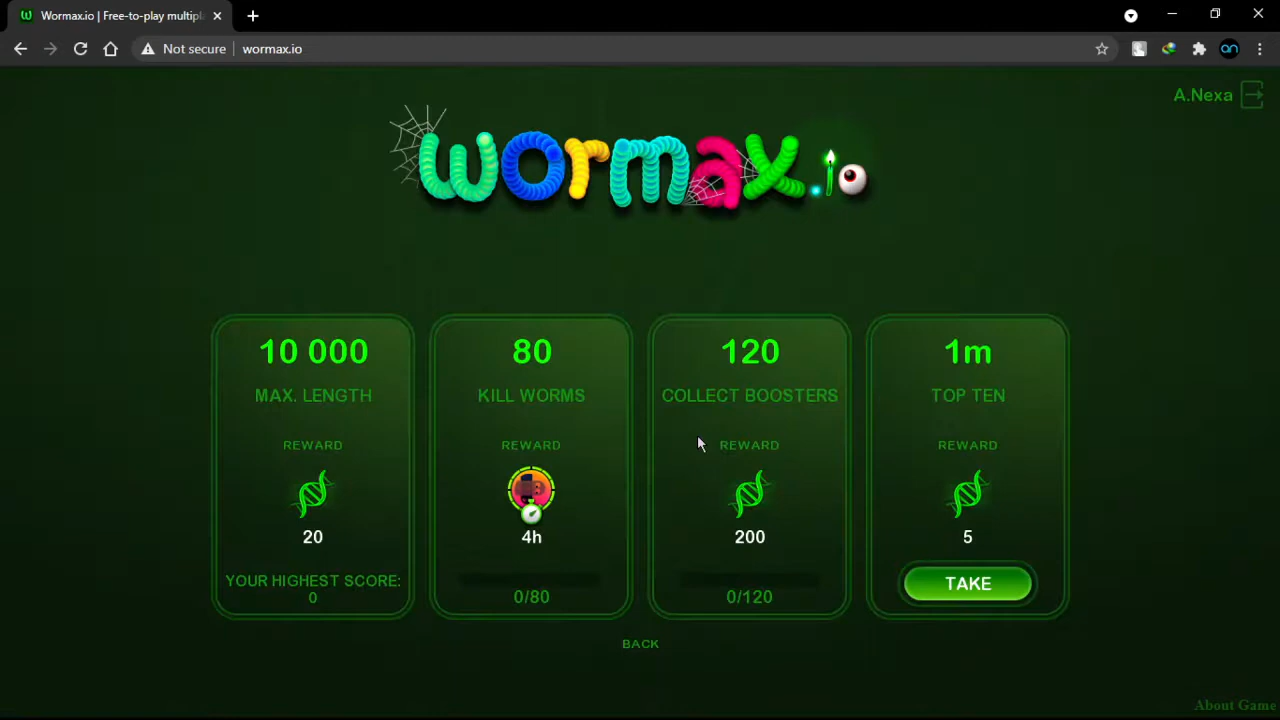 Wormax.io | Free-to-play multipl
Not secure
wormax.io
A.Nexa
wormax.io
10 000
MAX. LENGTH
REWARD
20
YOUR HIGHEST SCORE:
0
80
KILL WORMS
REWARD
4h
0/80
120
COLLECT BOOSTERS
REWARD
200
0/120
1m
TOP TEN
REWARD
5
TAKE
BACK
About Game